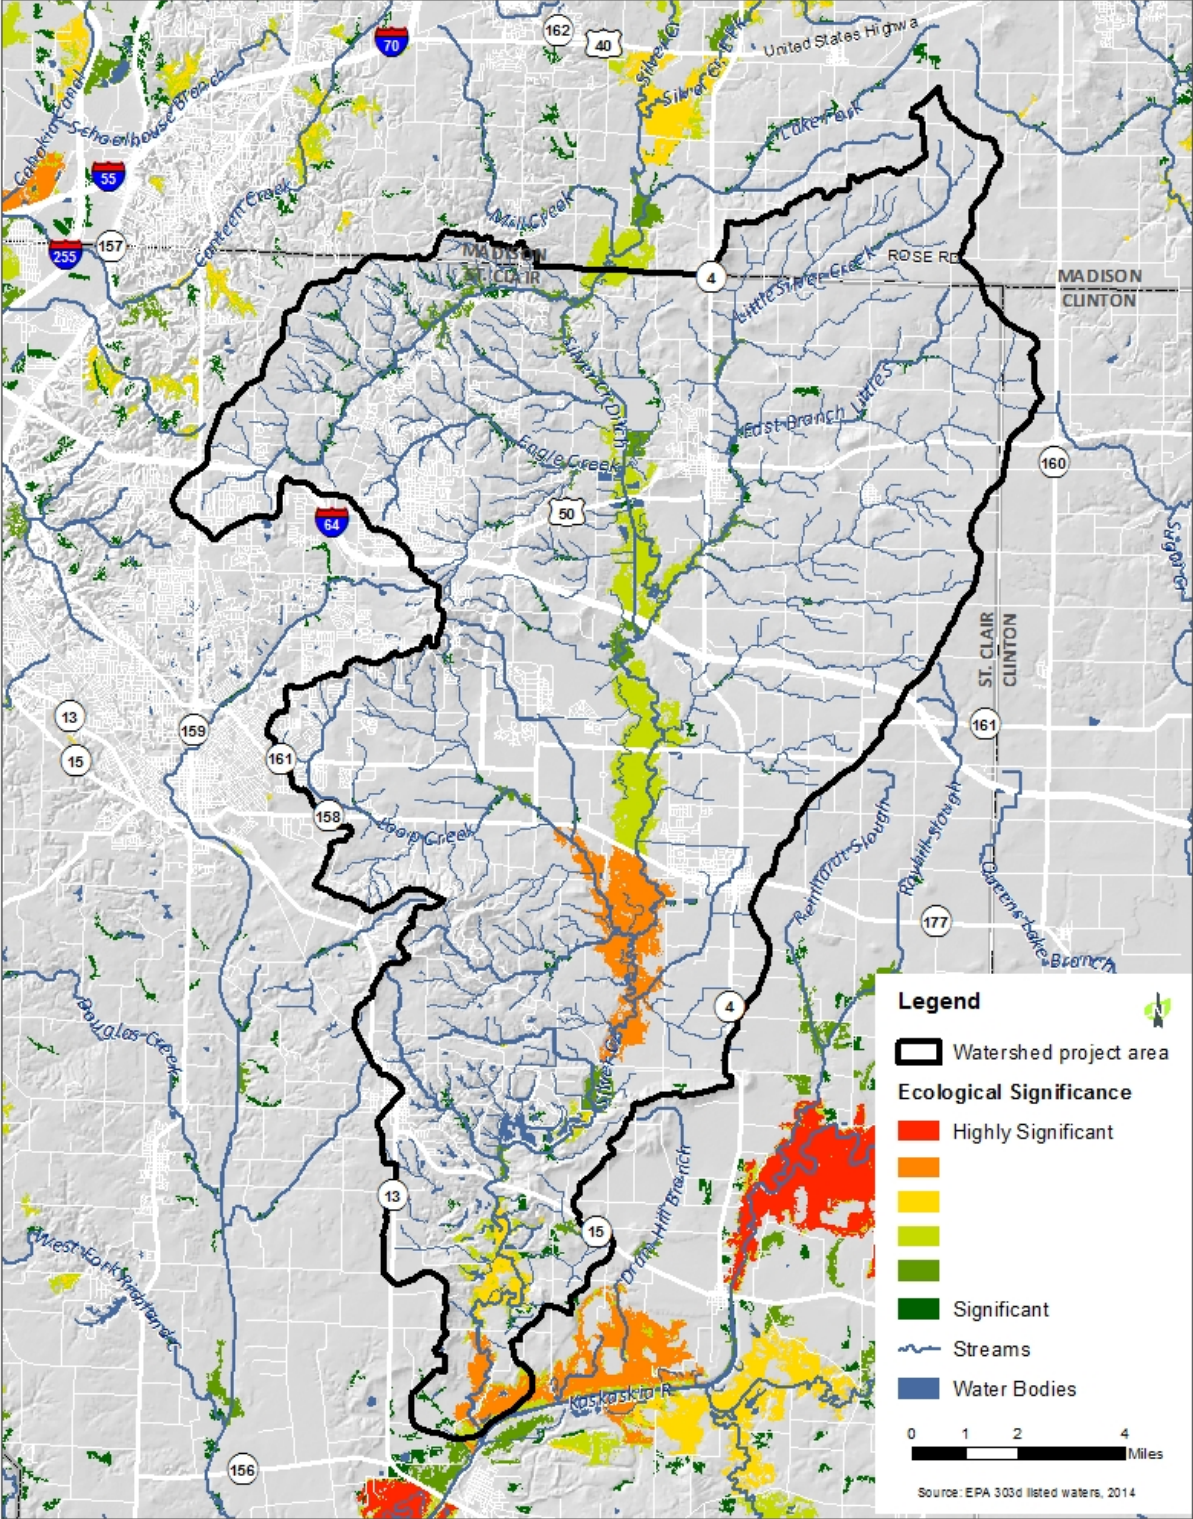 162
40
70
United States Highwa
Silver Cr
Silver Cr. E Fk
Cahokia Canal
Schoolhouse Branch
Lake Fork
55
Canteen Creek
Mill Creek
255
157
MADISON
ST. CLAIR
4
ROSE RD
MADISON
CLINTON
Little Silver Creek
Silver Cr Ditch
East Branch Little S
Engle Creek
160
50
64
Sugar C
ST. CLAIR
CLINTON
13
159
161
15
161
158
Loop Creek
Reinhardt Slough
Rayhill Slough
Queens Lake Branch
177
4
Douglas Creek
Silver Cr
13
15
Drum Hill Branch
West Fork Richland C
Kaskaskia R
156
Legend
N
Watershed project area
Ecological Significance
Highly Significant
Significant
Streams
Water Bodies
0 1 2 4
Miles
Source: EPA 303d listed waters, 2014